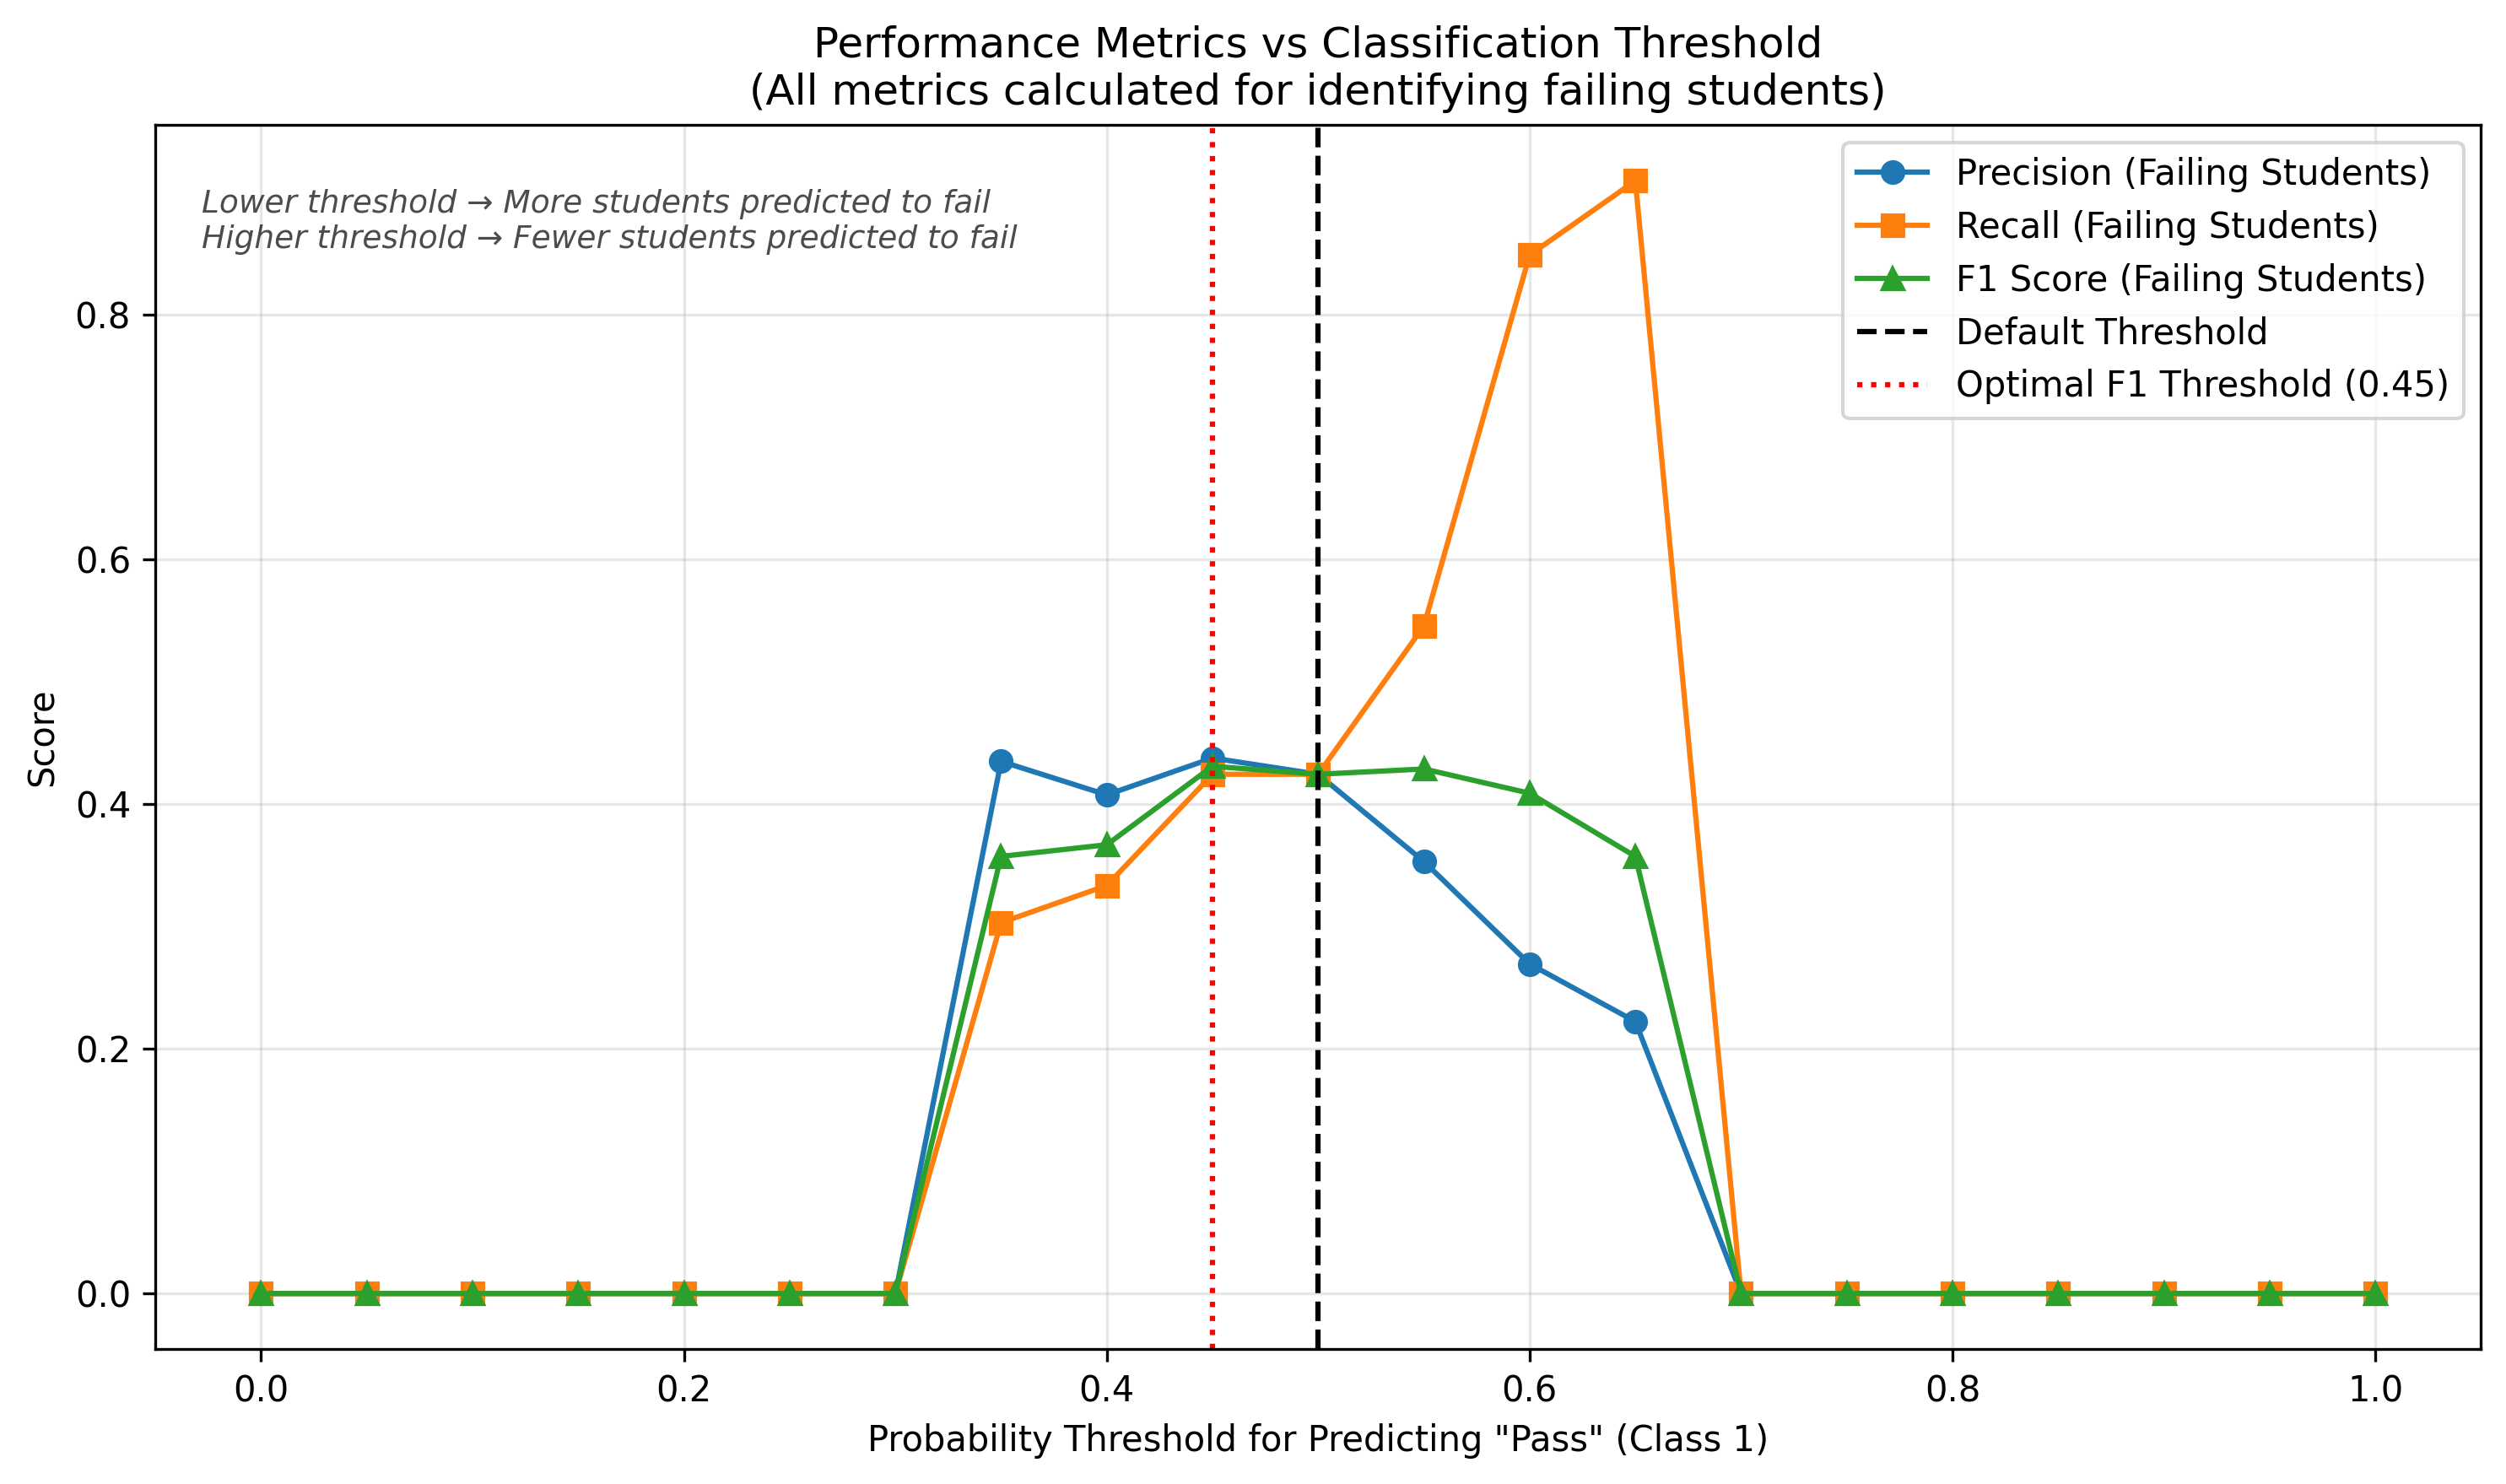 Performance Metrics vs Classification Threshold
(All metrics calculated for identifying failing students)
Lower threshold → More students predicted to fail
Higher threshold → Fewer students predicted to fail
Precision (Failing Students)
Recall (Failing Students)
F1 Score (Failing Students)
Default Threshold
Optimal F1 Threshold (0.45)
Score
0.8
0.6
0.4
0.2
0.0
0.0 0.2 0.4 0.6 0.8 1.0
Probability Threshold for Predicting "Pass" (Class 1)